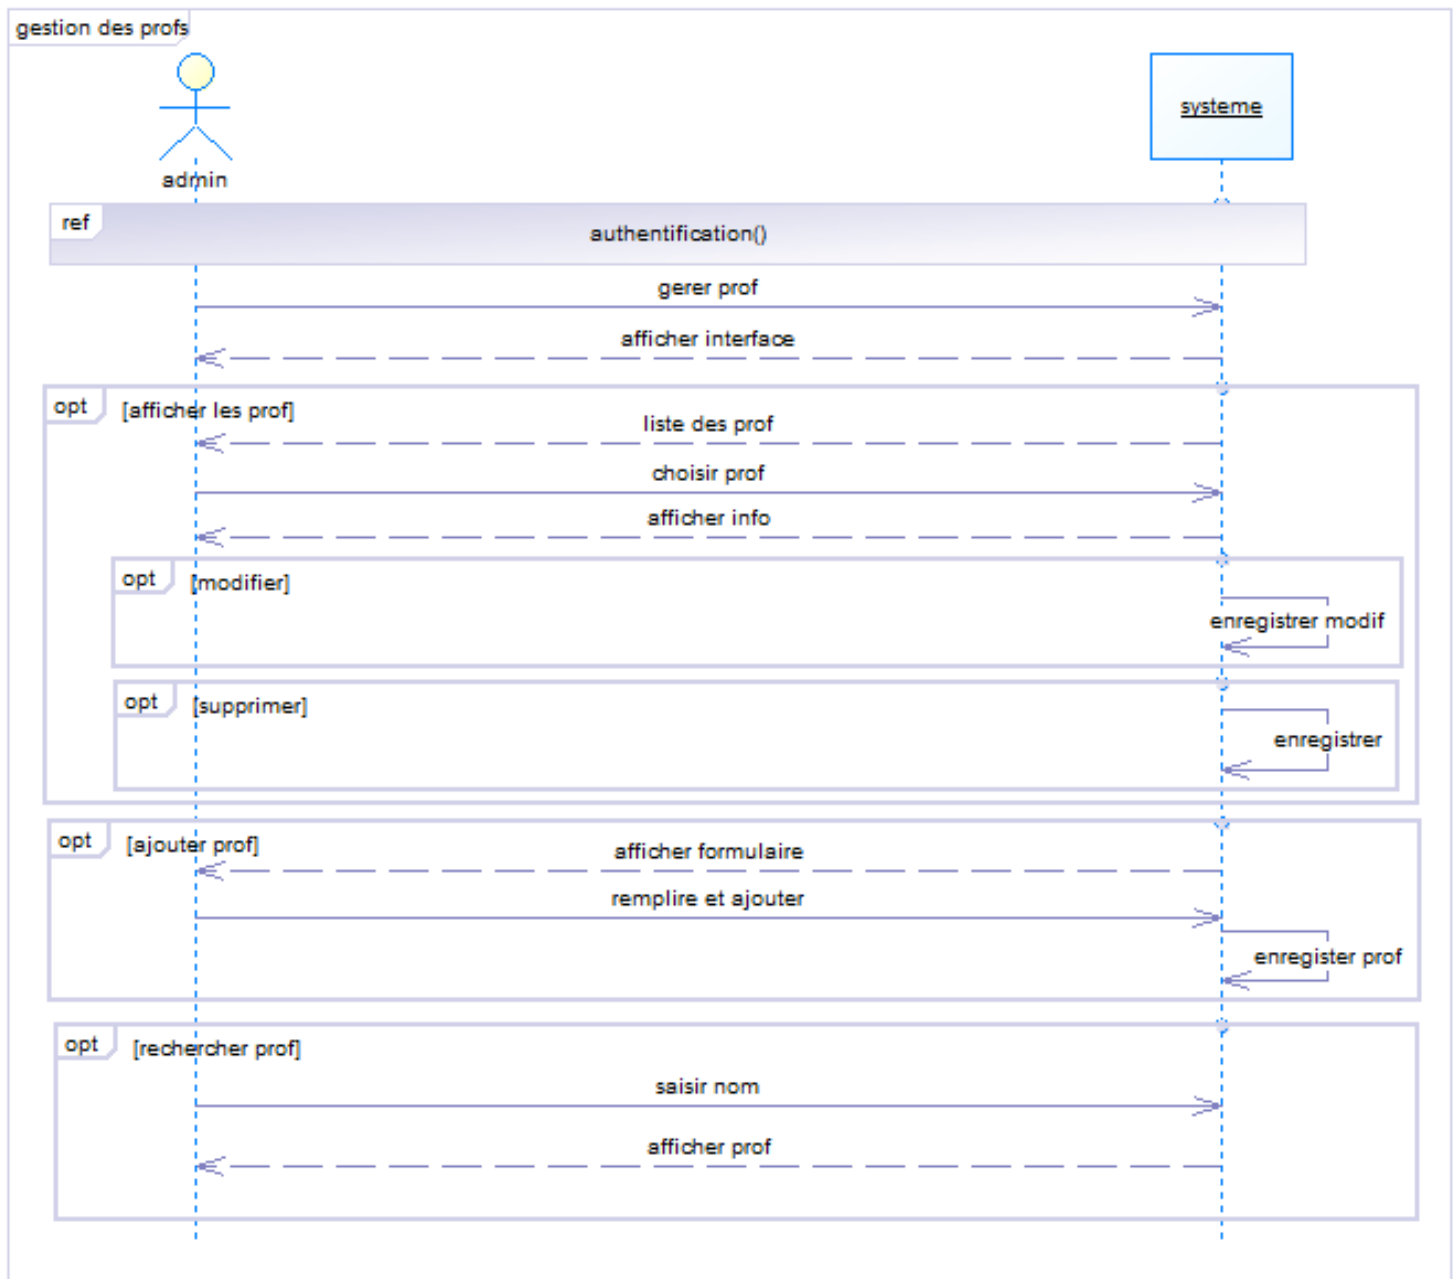 gestion des profs
systeme
admin
ref
authentification()
gerer prof
afficher interface
opt
[afficher les prof]
liste des prof
choisir prof
afficher info
opt
[modifier]
enregistrer modif
opt
[supprimer]
enregistrer
opt
[ajouter prof]
afficher formulaire
remplire et ajouter
enregister prof
opt
[rechercher prof]
saisir nom
afficher prof